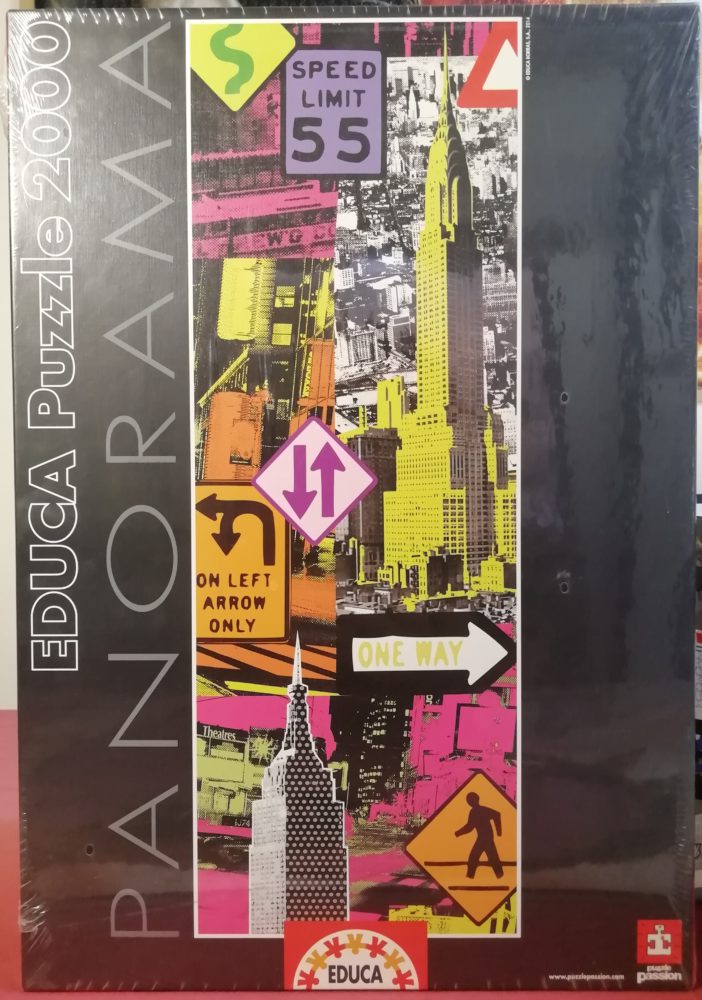 EDUCA Puzzle 2000
PANORAMA
SPEED
LIMIT
55
ON LEFT
ARROW
ONLY
ONE WAY
Theatres
EDUCA
www.puzzlepassion.com
puzzle
passion